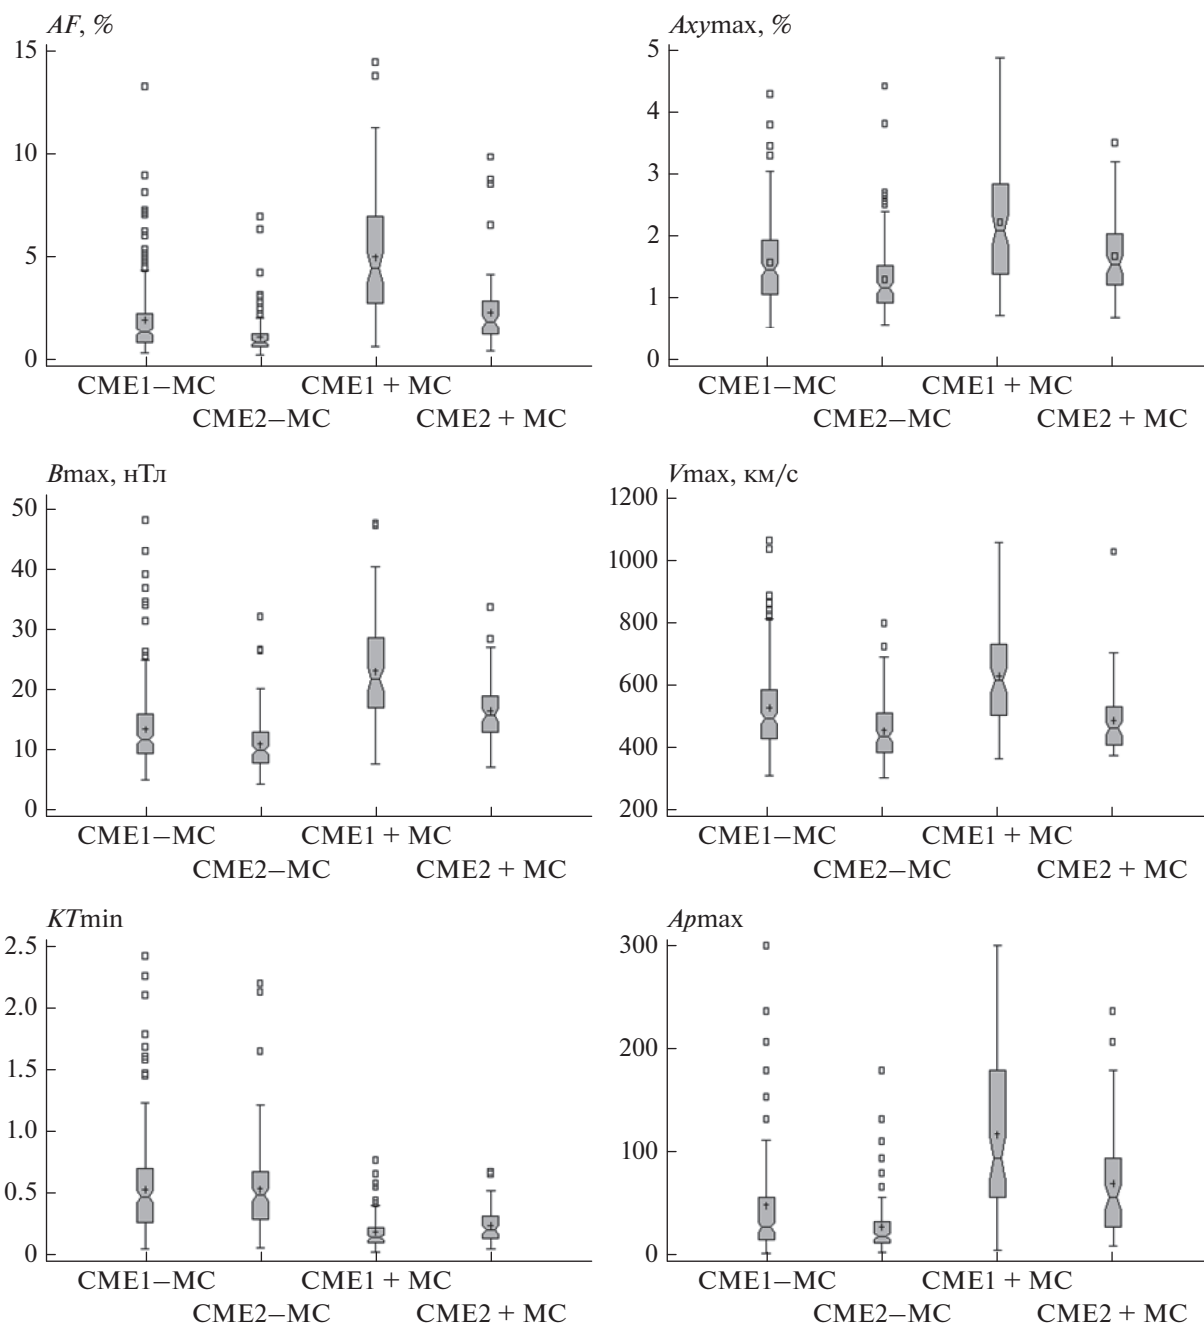 AF, %
15
10
5
0
CME1–MC
CME1 + MC
CME2–MC
CME2 + MC
Axymax, %
5
4
3
2
1
0
CME1–MC
CME1 + MC
CME2–MC
CME2 + MC
Bmax, нТл
50
40
30
20
10
0
CME1–MC
CME1 + MC
CME2–MC
CME2 + MC
Vmax, км/с
1200
1000
800
600
400
200
CME1–MC
CME1 + MC
CME2–MC
CME2 + MC
KTmin
2.5
2.0
1.5
1.0
0.5
0
CME1–MC
CME1 + MC
CME2–MC
CME2 + MC
Apmax
300
200
100
0
CME1–MC
CME1 + MC
CME2–MC
CME2 + MC